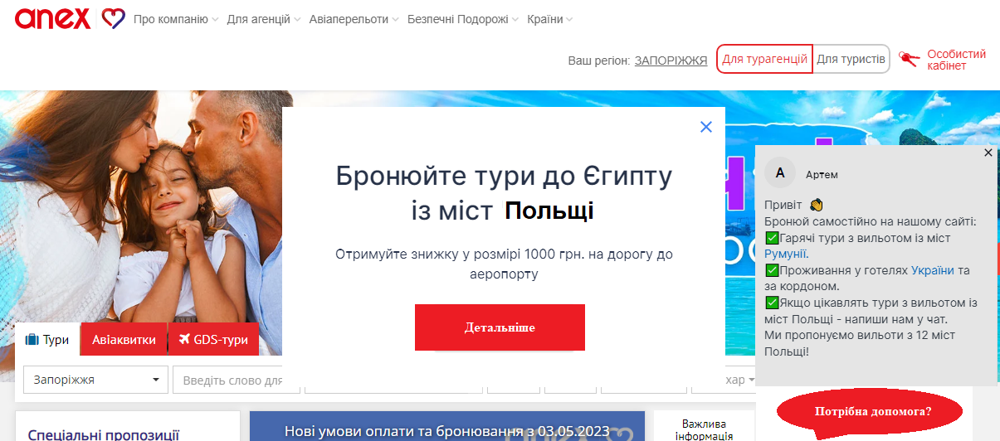 anex
Про компанію Для агенцій Авіаперельоти Безпечні Подорожі Країни
Ваш регіон: ЗАПОРІЖЖЯ Для турагенцій Для туристів Особистий кабінет
Бронюйте тури до Єгипту
із міст Польщі
Отримуйте знижку у розмірі 1000 грн. на дорогу до
аеропорту
Детальніше
А Артем
Привіт
Бронюй самостійно на нашому сайті:
Гарячі тури з вильотом із міст
Румунії.
Проживання у готелях України та
за кордоном.
Якщо цікавлять тури з вильотом із
міст Польщі - напиши нам у чат.
Ми пропонуємо вильоти з 12 міст
Польщі!
Потрібна допомога?
Тури Авіаквитки GDS-тури
Запоріжжя Введіть слово для хар
Спеціальні пропозиції
Нові умови оплати та бронювання з 03.05.2023
anex
Важлива
інформація